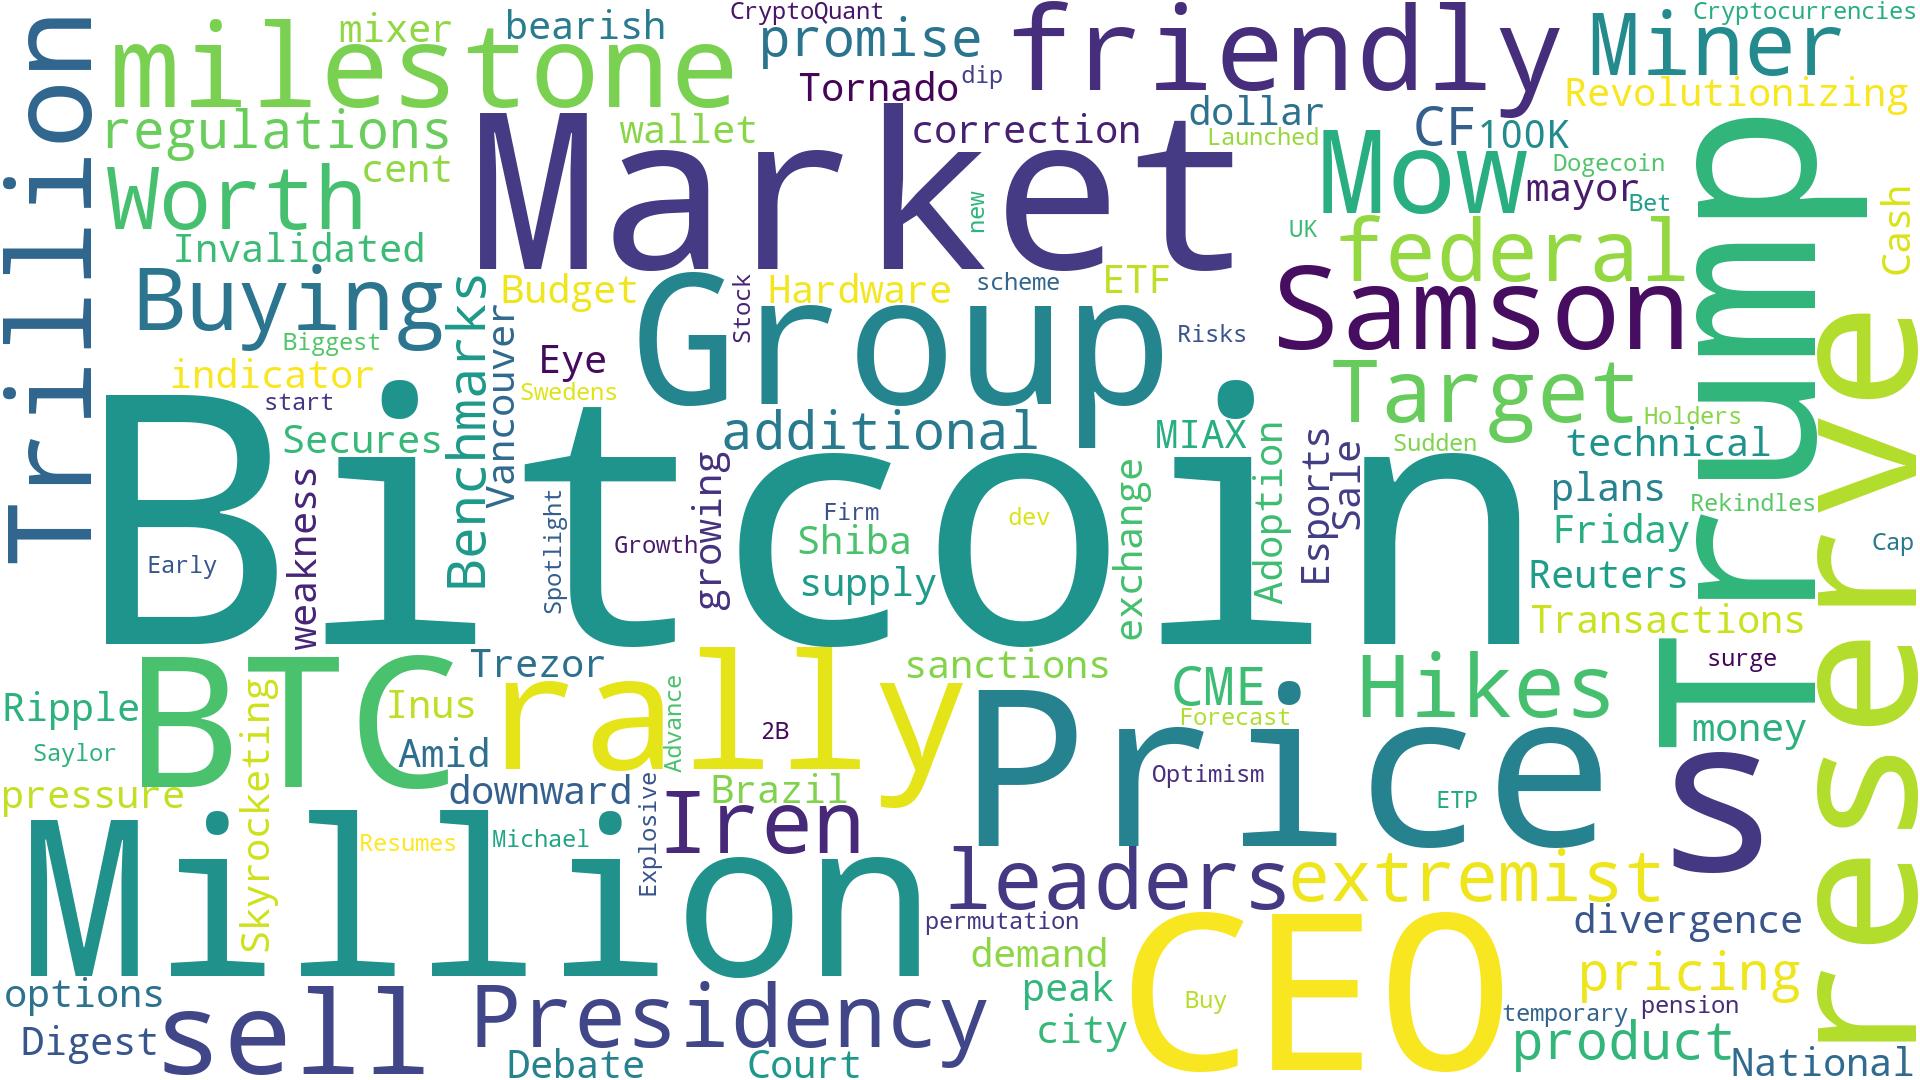 Trillion
milestone
mixer
bearish
CryptoQuant
promise
Tornado
dip
friendly
Miner
Cryptocurrencies
Revolutionizing
regulations
wallet
Market
correction
dollar
Launched
CF
100K
Dogecoin
Worth
cent
Mow
mayor
Bet
Trump
Cash
Invalidated
new
UK
federal
Buying
Benchmarks
Budget
Stock
Hardware
scheme
ETF
Samson
reserve
Biggest
Vancouver
Eye
Group
Risks
indicator
start
Swedens
Target
Holders
Secures
additional
MIAX
Adoption
Esports
Sale
Sudden
technical
Bitcoin
weakness
Spotlight
growing
Firm
dev
exchange
plans
Rekindles
Early
Growth
Shiba
supply
Friday
Cap
Reuters
Transactions
BTC
Trezor
rally
sanctions
CME
Hikes
surge
Ripple
Skyrocketing
Inus
Advance
2B
Price
Forecast
money
Saylor
Amid
Optimism
s
pressure
downward
Explosive
Brazil
ETP
Million
Resumes
Michael
Iren
leaders
extremist
permutation
CEO
divergence
demand
options
peak
Buy
pricing
Digest
sell
Presidency
city
temporary
pension
product
Debate
Court
National